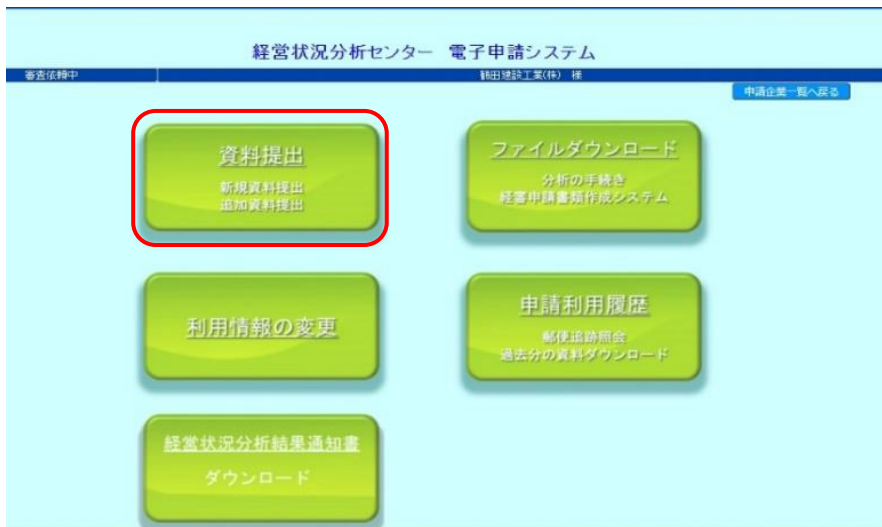 経営状況分析センター 電子申請システム
審査依頼中
鶴田建設工業(株) 様
申請企業一覧へ戻る
資料提出
新規資料提出
追加資料提出
ファイルダウンロード
分析の手続き
経審申請書類作成システム
利用情報の変更
申請利用履歴
郵便追跡照会
過去分の資料ダウンロード
経営状況分析結果通知書
ダウンロード